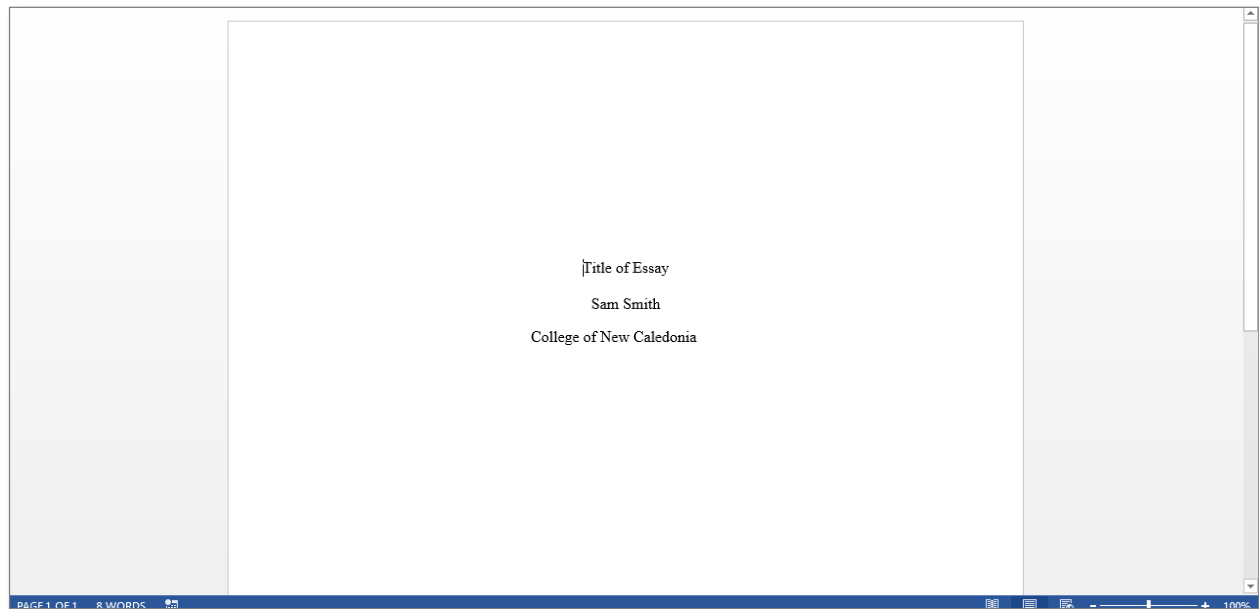 Title of Essay
Sam Smith
College of New Caledonia
PAGE 1 OF 1 8 WORDS 100%